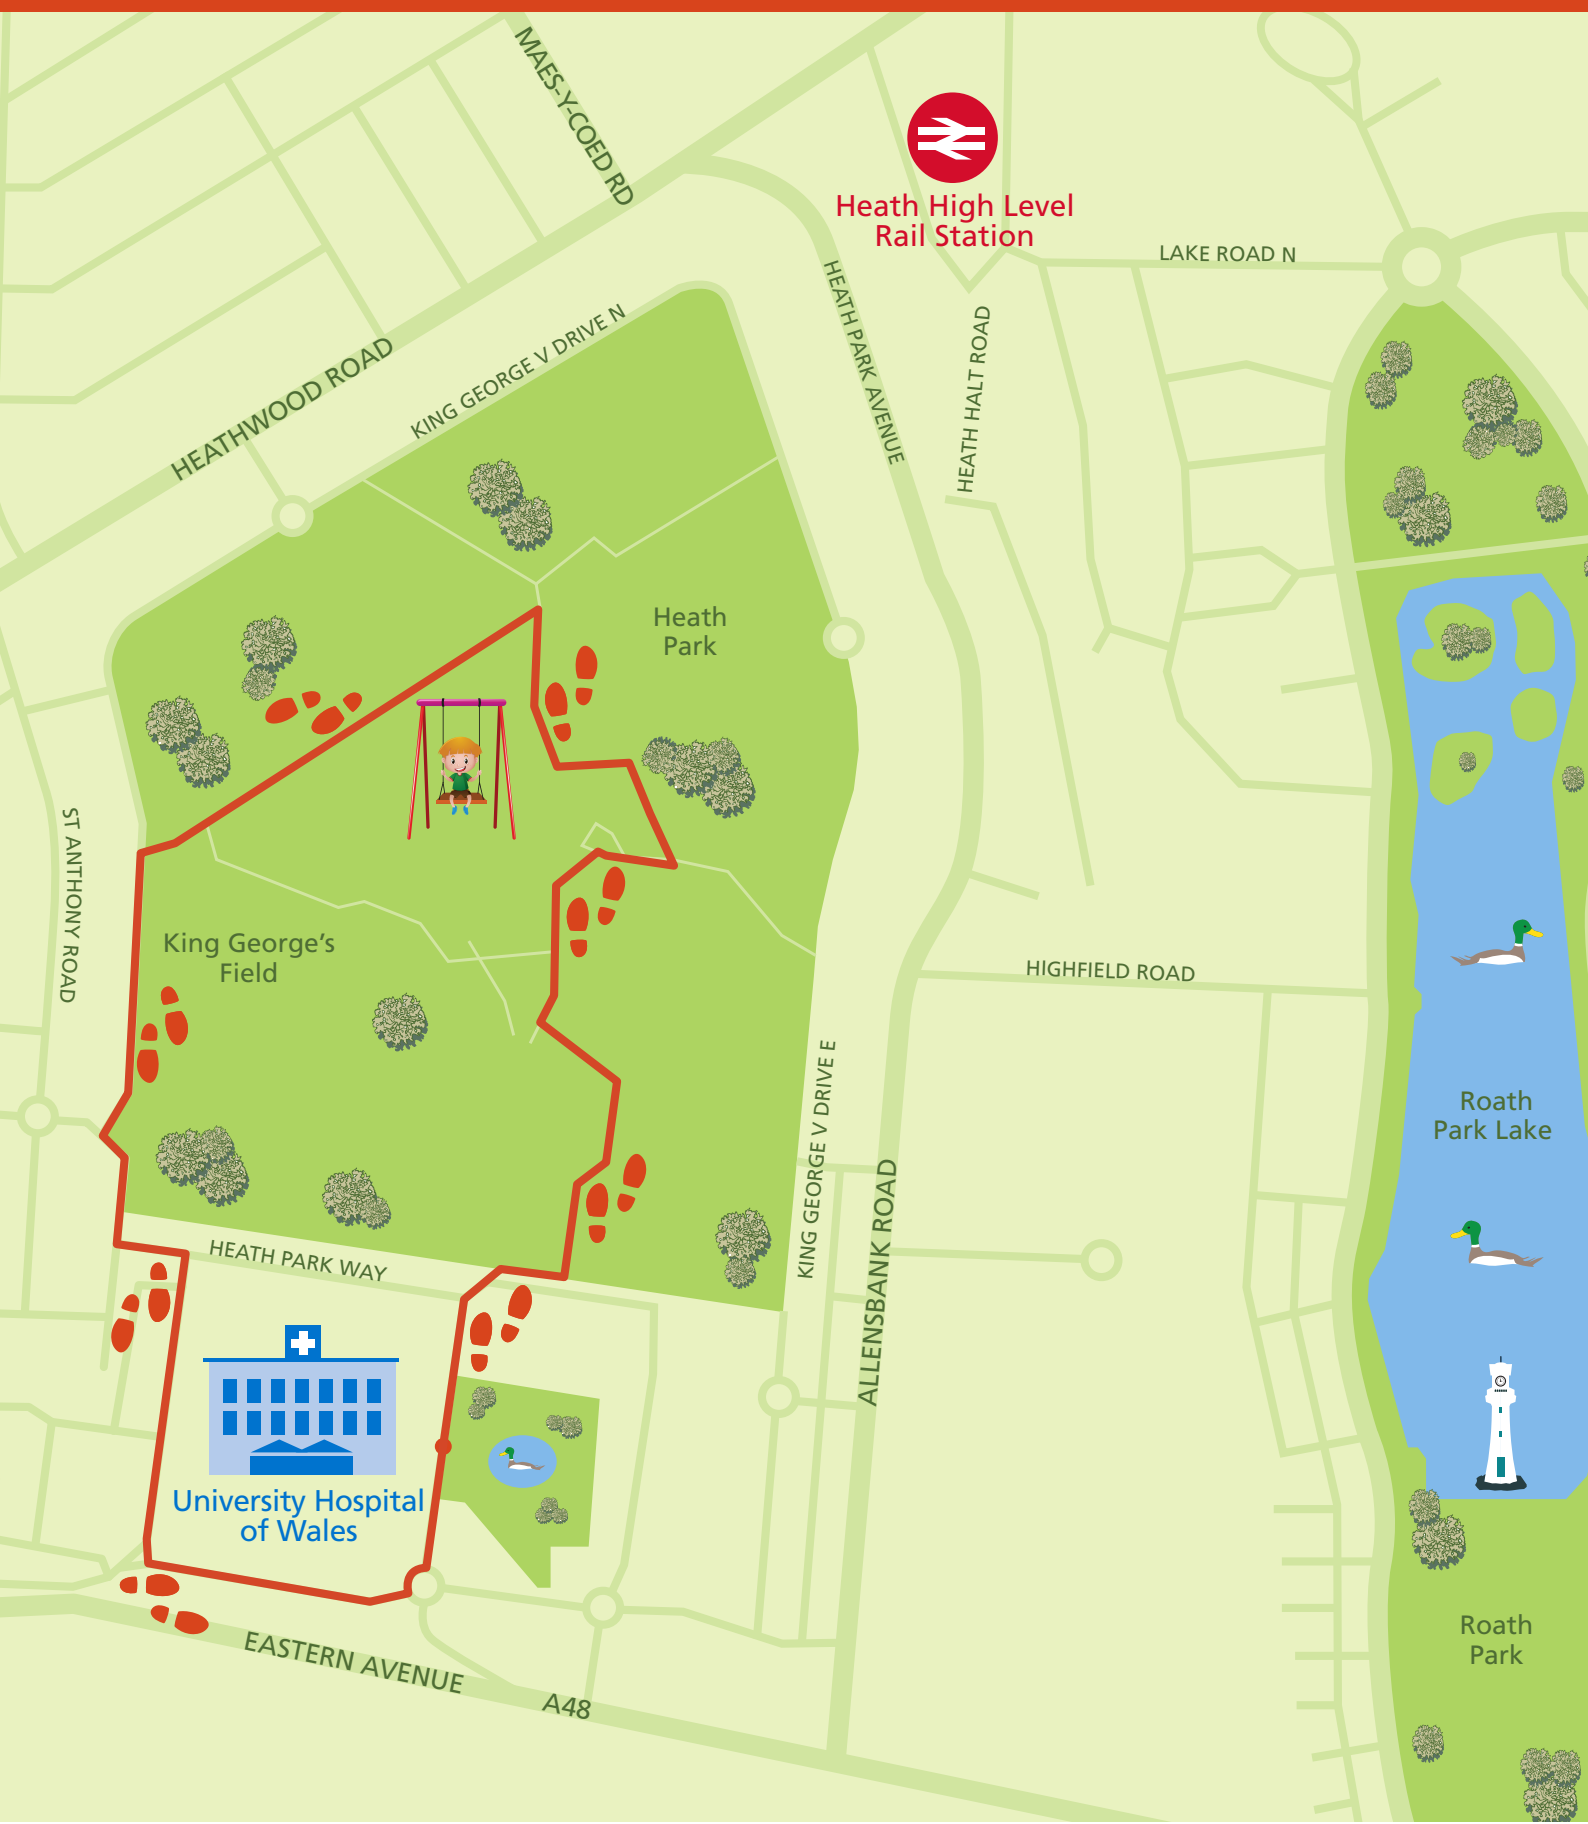 MAES-Y-COED RD
Heath High Level
Rail Station
LAKE ROAD N
HEATH PARK AVENUE
HEATH HALT ROAD
KING GEORGE V DRIVE N
HEATHWOOD ROAD
Heath
Park
ST ANTHONY ROAD
King George’s
Field
HIGHFIELD ROAD
KING GEORGE V DRIVE E
Roath
Park Lake
ALLENSBANK ROAD
HEATH PARK WAY
University Hospital
of Wales
Roath
Park
EASTERN AVENUE
A48